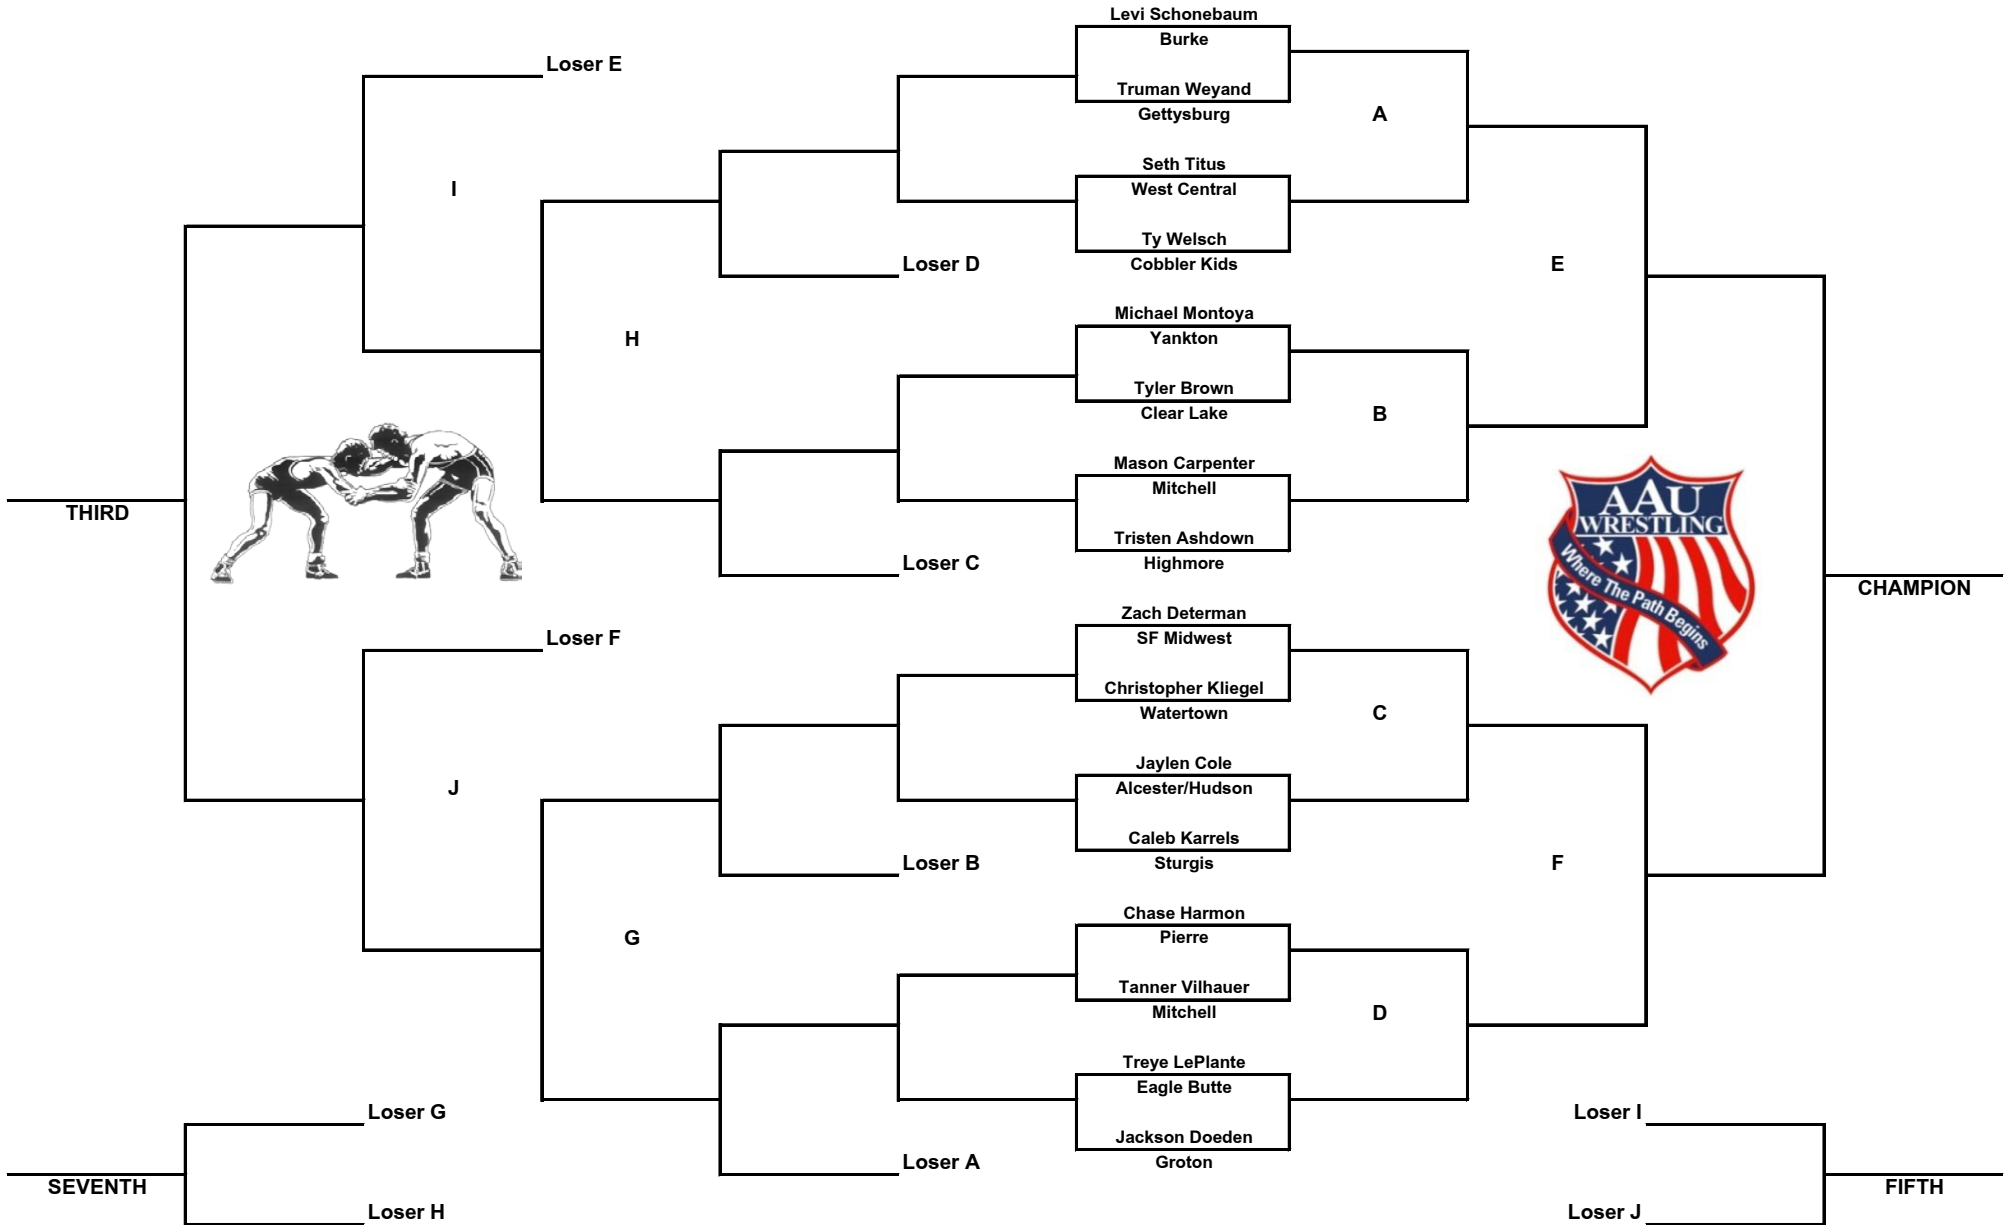 Levi Schonebaum
Burke
Loser E
Truman Weyand
Gettysburg
A
Seth Titus
West Central
I
Ty Welsch
Cobbler Kids
Loser D
E
Michael Montoya
Yankton
H
Tyler Brown
Clear Lake
B
Mason Carpenter
Mitchell
THIRD
Tristen Ashdown
Highmore
Loser C
AAU
WRESTLING
Where The Path Begins
CHAMPION
Zach Determan
SF Midwest
Loser F
Christopher Kliegel
Watertown
C
Jaylen Cole
Alcester/Hudson
J
Caleb Karrels
Sturgis
Loser B
F
Chase Harmon
Pierre
G
Tanner Vilhauer
Mitchell
D
Treye LePlante
Eagle Butte
Loser G
Loser I
Jackson Doeden
Groton
Loser A
SEVENTH
FIFTH
Loser H
Loser J